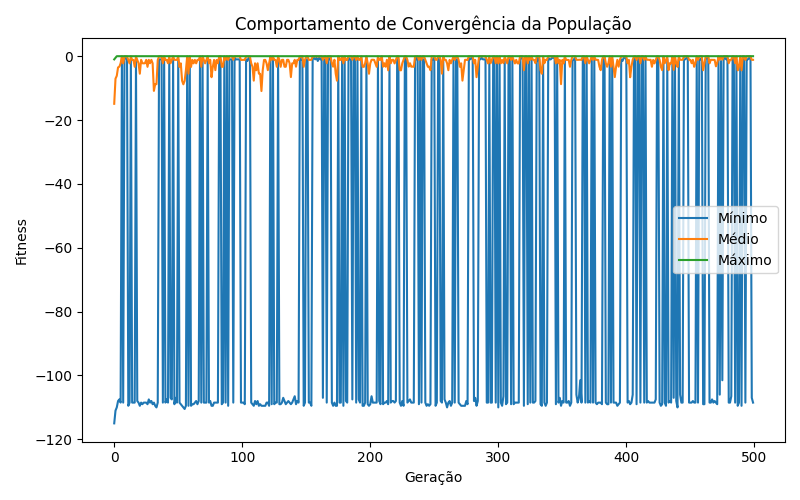 Comportamento de Convergência da População
Fitness
0
−20
−40
−60
−80
−100
−120
Mínimo
Médio
Máximo
0
100
200
300
400
500
Geração